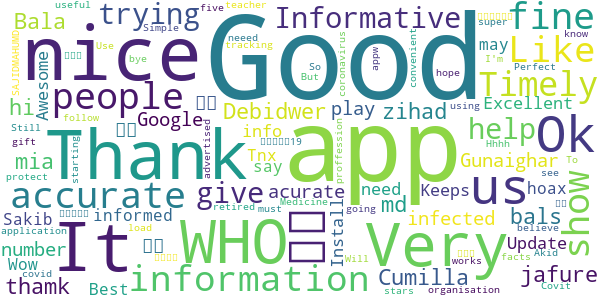 Bala trying Informative fine
five teacher
useful Simple need super
Awesome nice Good Like
SAJIDMAHUMD Use tracking convenient know
people So But coronavirus appw may I'm Timely
hi bye hope Perfect
Google Debidwer play zihad Excellent
Still follow info using help Ok
gift starting Thank app Hhhh
mia advertised Tnx say Gunaighar To
protect proffession acurate need see
accurate give us show
Keeps hoax
Sakib informed It WHO Install md infected bals
number retired must Medicine going Very Update believe
application Will works Akid
Wow load Cumilla jafure
covid information facts
thamk Best stars organisation Covit